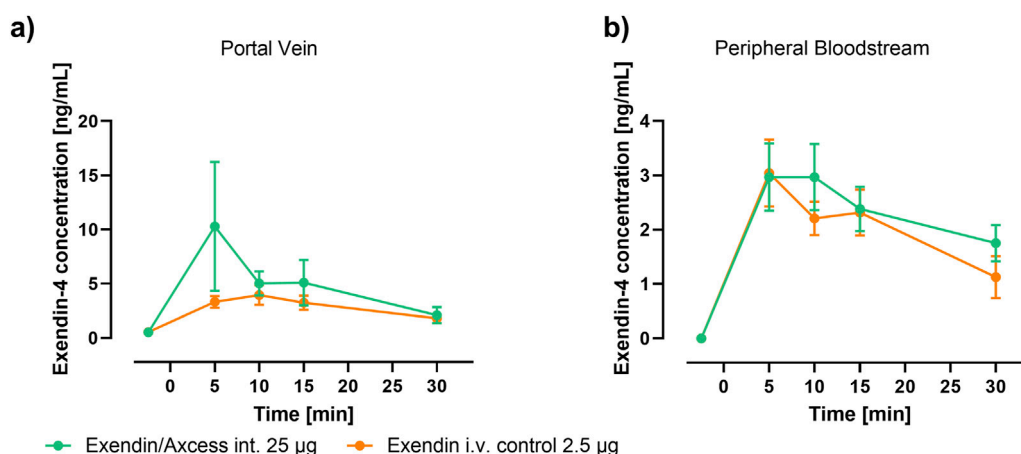 a)
Portal Vein
Exendin-4 concentration [ng/mL]
20
15
10
5
0
0 5 10 15 20 25 30
Time [min]
b)
Peripheral Bloodstream
Exendin-4 concentration [ng/mL]
4
3
2
1
0
0 5 10 15 20 25 30
Time [min]
Exendin/Axcess int. 25 µg Exendin i.v. control 2.5 µg